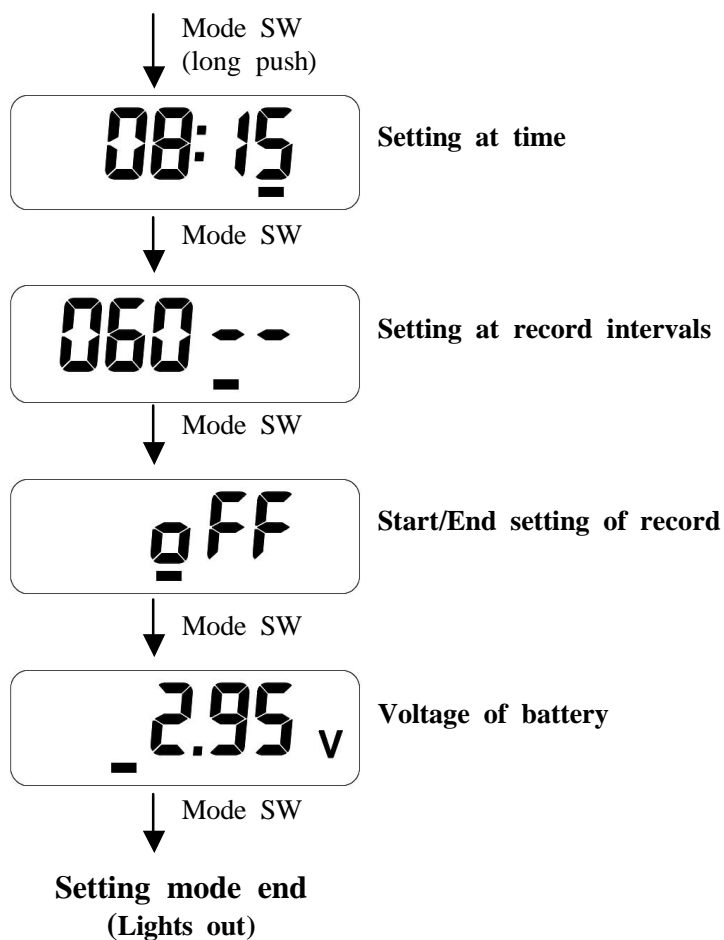 Mode SW
(long push)
08:15
Setting at time
Mode SW
060--
Setting at record intervals
Mode SW
oFF
Start/End setting of record
Mode SW
_2.95 V
Voltage of battery
Mode SW
Setting mode end
(Lights out)